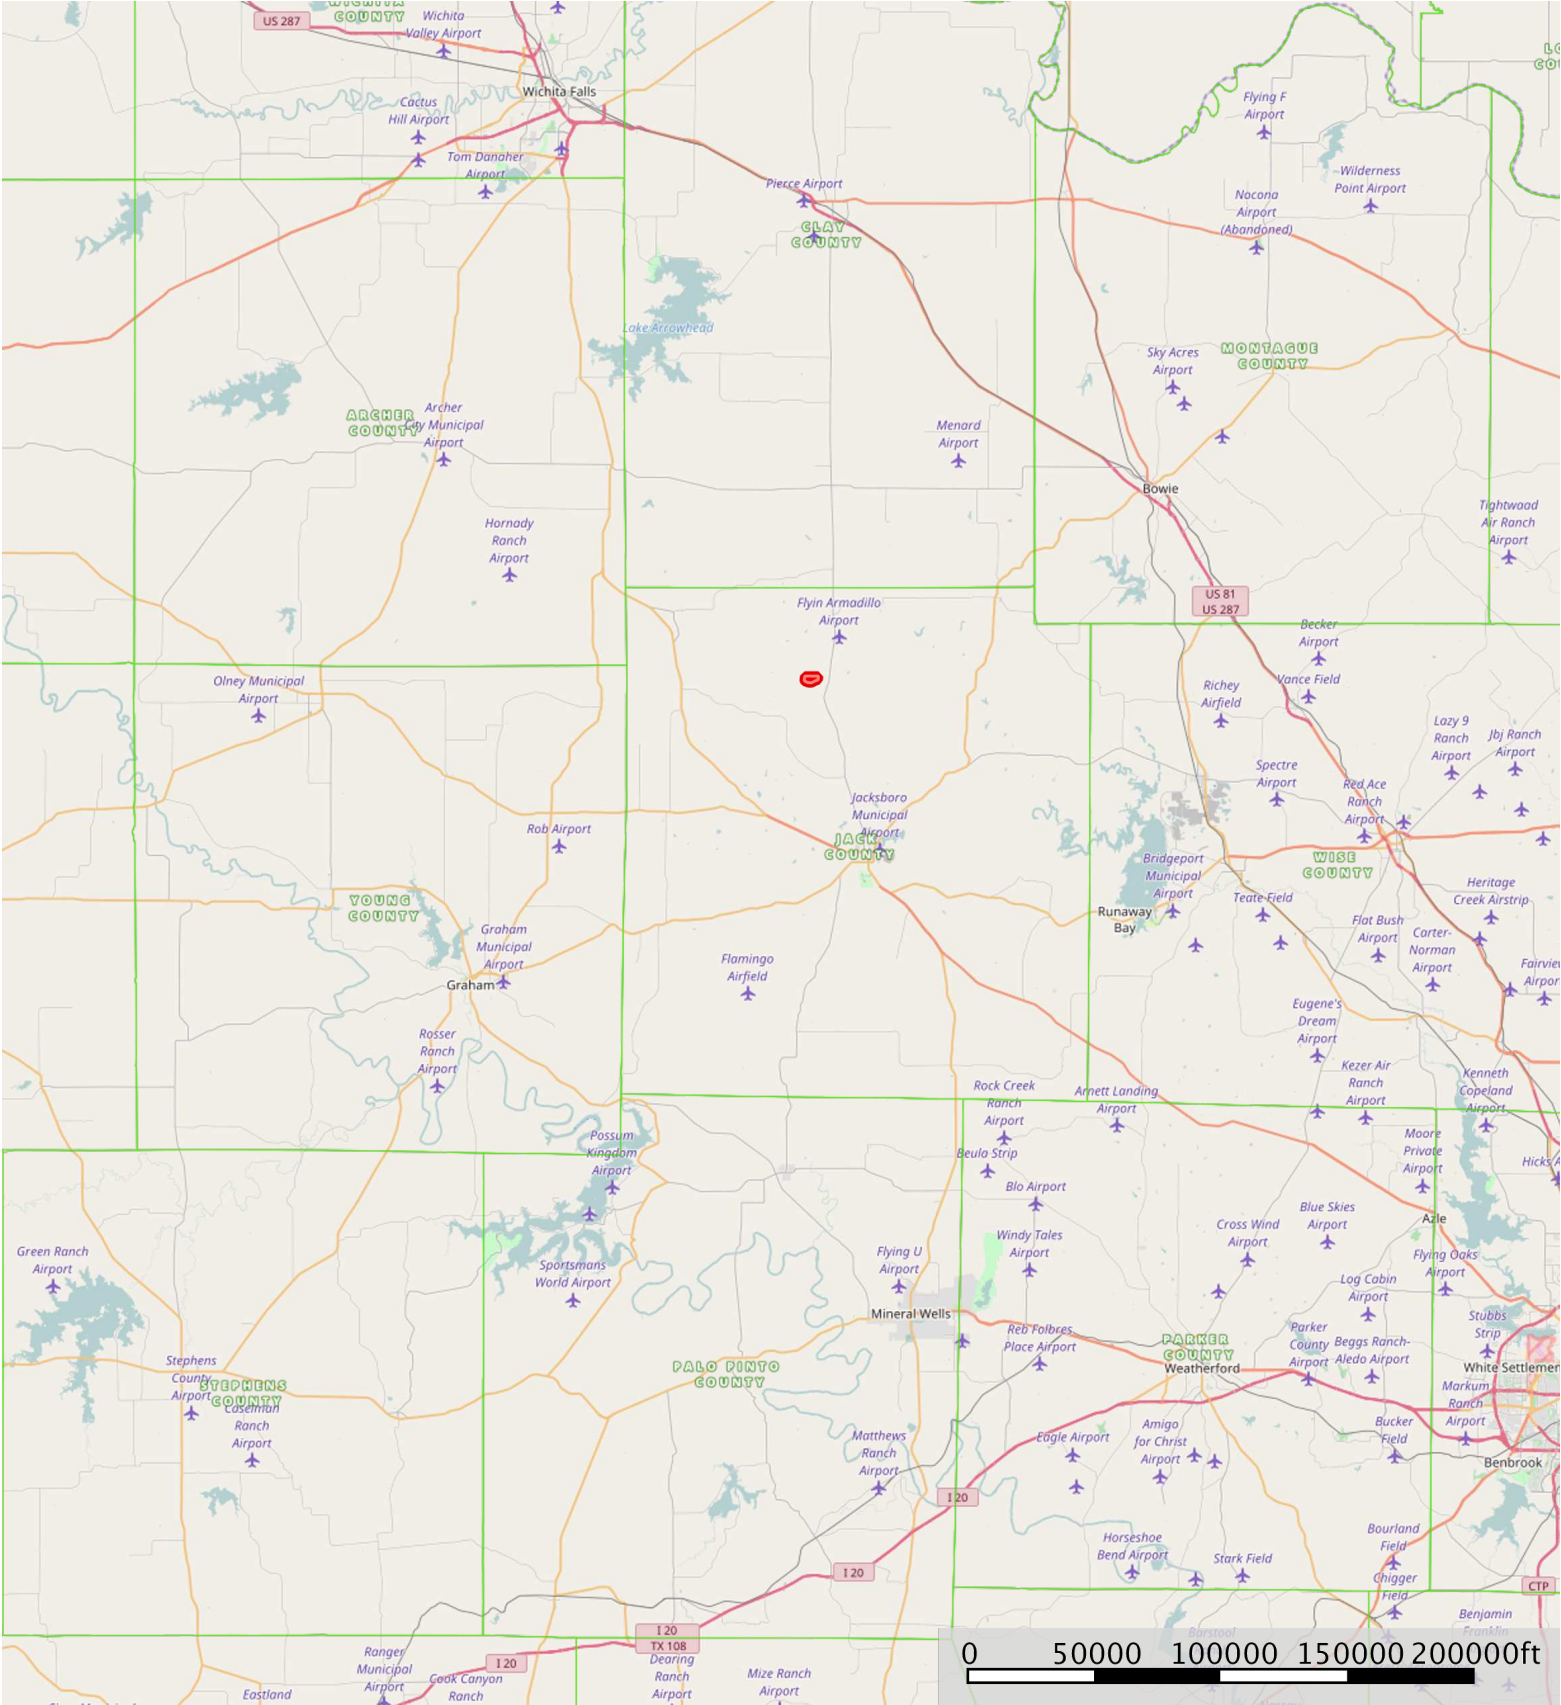 WICHITA
COUNTY
US 287
Wichita
Valley Airport
Wichita Falls
Cactus
Hill Airport
Tom Danaher
Airport
Pierce Airport
CLAY
COUNTY
Flying F
Airport
Wilderness
Point Airport
Nocona
Airport
(Abandoned)
Lake Arrowhead
Sky Acres
Airport
MONTAGUE
COUNTY
ARCHER
COUNTY
Archer
City Municipal
Airport
Menard
Airport
Bowie
Tightwaad
Air Ranch
Airport
Hornady
Ranch
Airport
Flyin Armadillo
Airport
US 81
US 287
Becker
Airport
Vance Field
Richey
Airfield
Olney Municipal
Airport
Lazy 9
Ranch
Airport
Jbj Ranch
Airport
Spectre
Airport
Red Ace
Ranch
Airport
Jacksboro
Municipal
Airport
JACK
COUNTY
Rob Airport
WISE
COUNTY
Bridgeport
Municipal
Airport
Heritage
Creek Airstrip
Teate Field
YOUNG
COUNTY
Runaway
Bay
Flat Bush
Airport
Carter-
Norman
Airport
Graham
Municipal
Airport
Graham
Flamingo
Airfield
Fairview
Airport
Eugene's
Dream
Airport
Rosser
Ranch
Airport
Kezer Air
Ranch
Airport
Kenneth
Copeland
Airport
Rock Creek
Ranch
Airport
Arnett Landing
Airport
Possum
Kingdom
Airport
Beula Strip
Moore
Private
Airport
Hicks A
Blo Airport
Azle
Blue Skies
Airport
Cross Wind
Airport
Windy Tales
Airport
Green Ranch
Airport
Flying U
Airport
Flying Oaks
Airport
Sportsmans
World Airport
Log Cabin
Airport
Mineral Wells
Reb Folbres
Place Airport
Stubbs
Strip
Parker
County
Airport
PARKER
COUNTY
Weatherford
Beggs Ranch-
Aledo Airport
White Settlemen
Stephens
County
Airport
STEPHENS
COUNTY
PALO PINTO
COUNTY
Caselman
Ranch
Airport
Markum
Ranch
Airport
Bucker
Field
Eagle Airport
Amigo
for Christ
Airport
Matthews
Ranch
Airport
Benbrook
I 20
Horseshoe
Bend Airport
Stark Field
Bourland
Field
I 20
Chigger
Field
CTP
Benjamin
Franklin
Barstool
I 20
TX 108
I 20
Ranger
Municipal
Airport
Cook Canyon
Ranch
Dearing
Ranch
Airport
Mize Ranch
Airport
Eastland
0 50000 100000 150000 200000ft